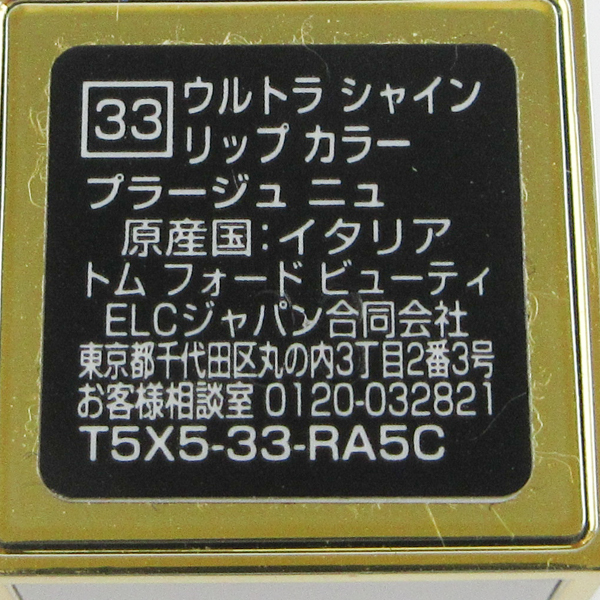 33 ウルトラ シャイン
リップ カラー
プラージュ ニュ
原産国:イタリア
トム フォード ビューティ
ELCジャパン合同会社
東京都千代田区丸の内3丁目2番3号
お客様相談室 0120-032821
T5X5-33-RA5C